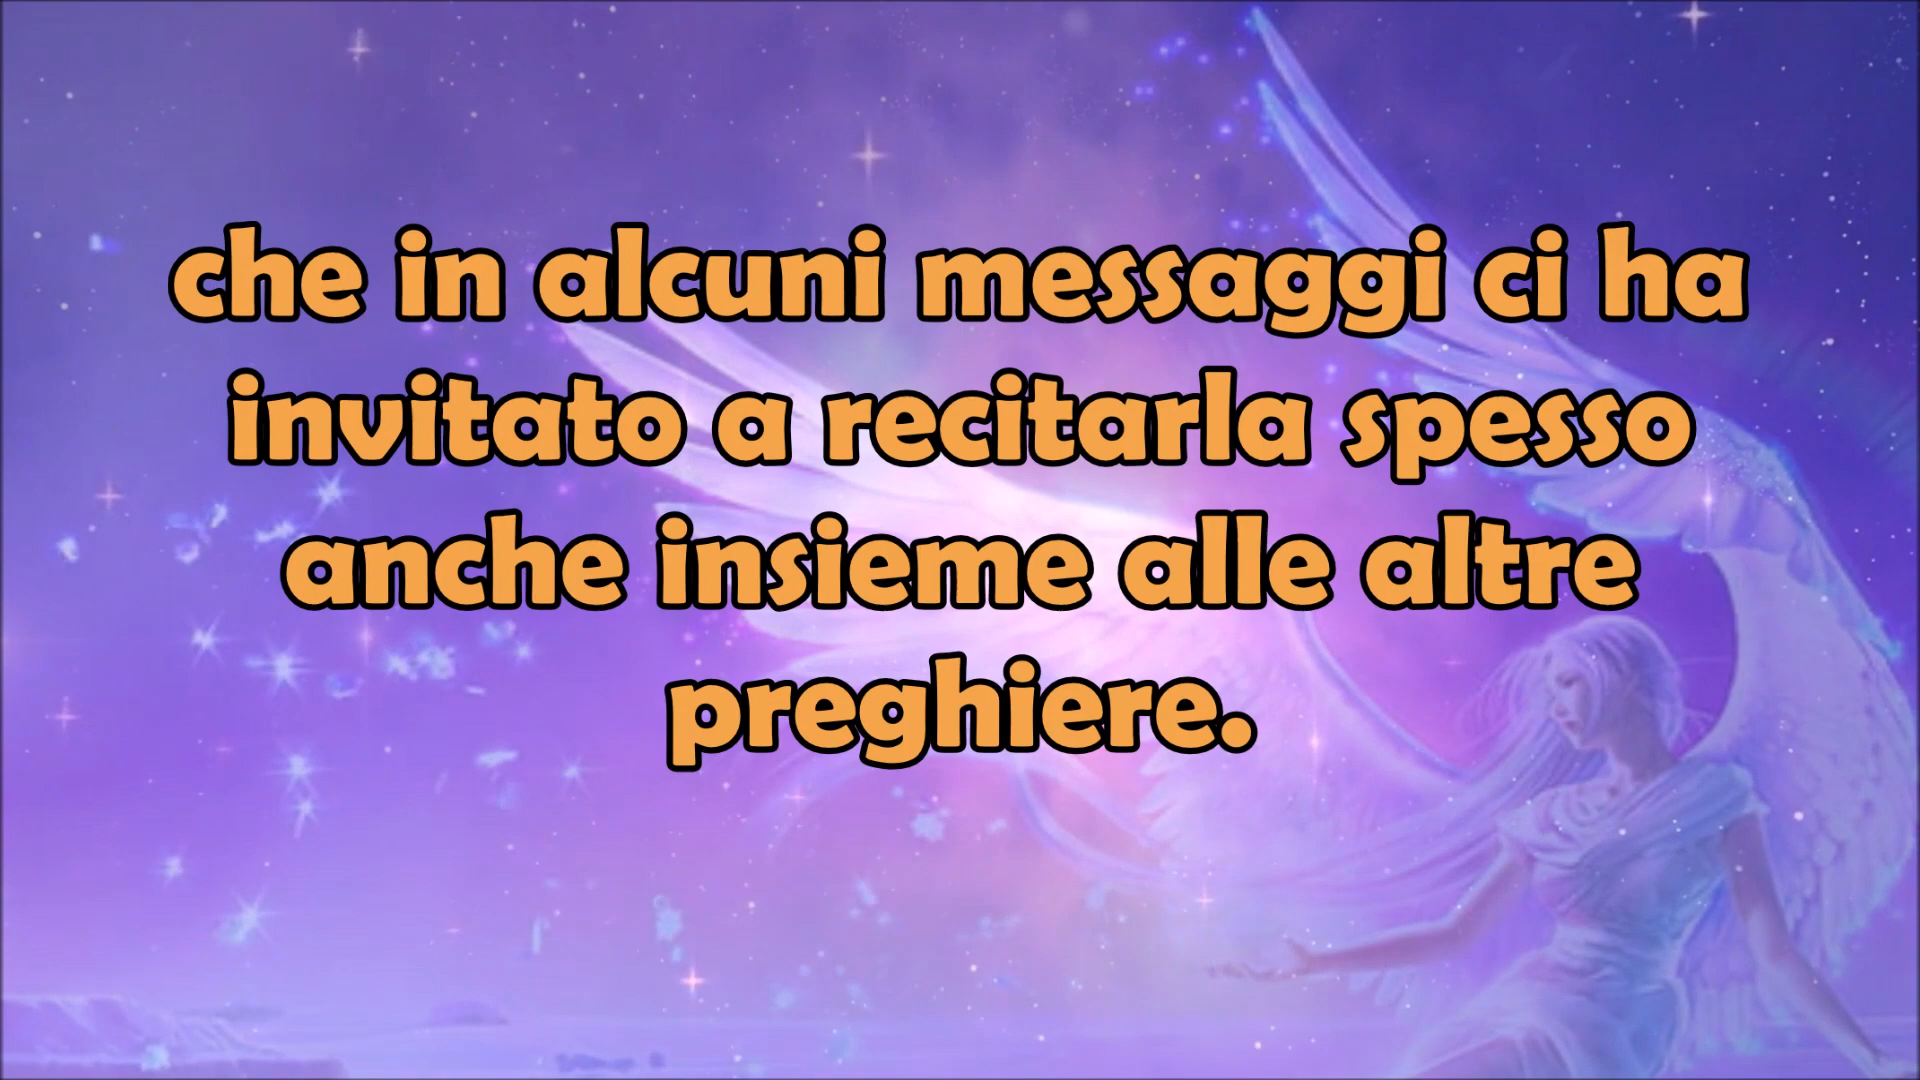 che in alcuni messaggi ci ha
invitato a recitarla spesso
anche insieme alle altre
preghiere.